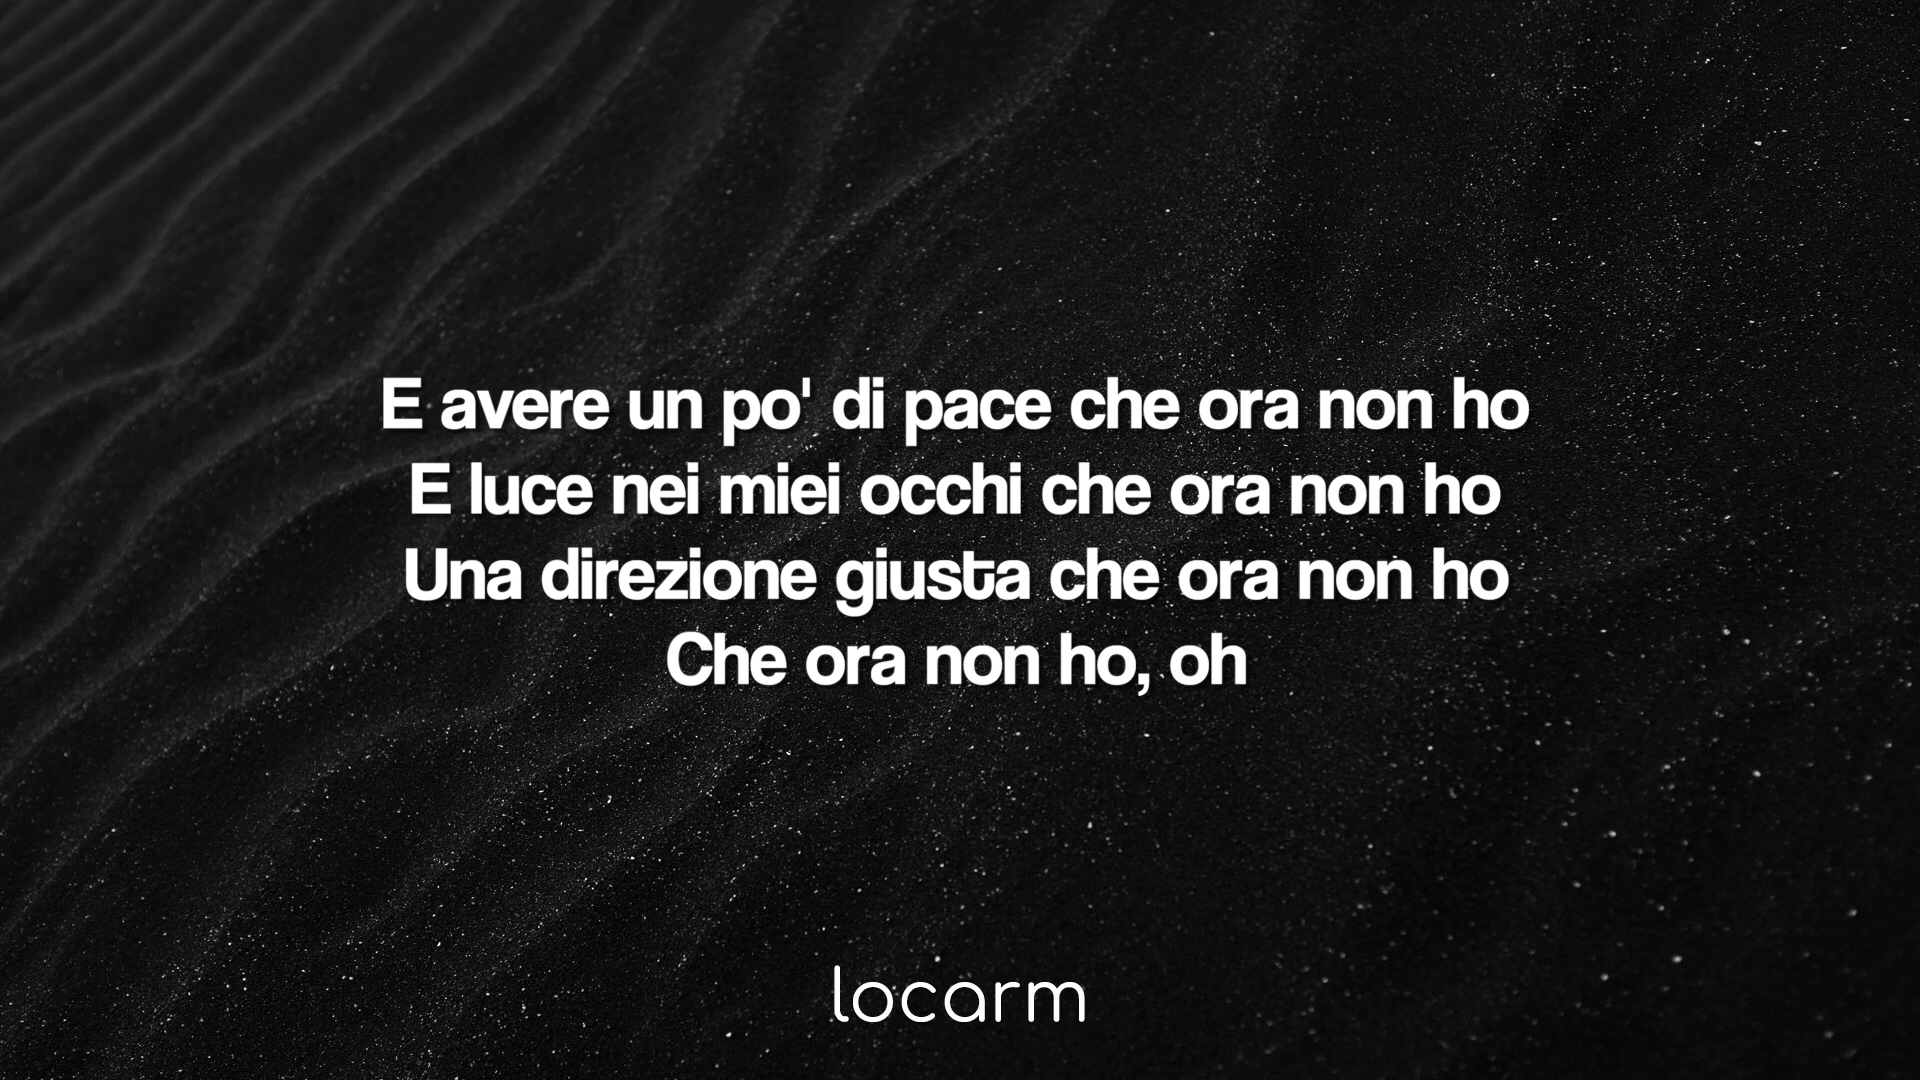 E avere un po' di pace che ora non ho
E luce nei miei occhi che ora non ho
Una direzione giusta che ora non ho
Che ora non ho, oh
locarm